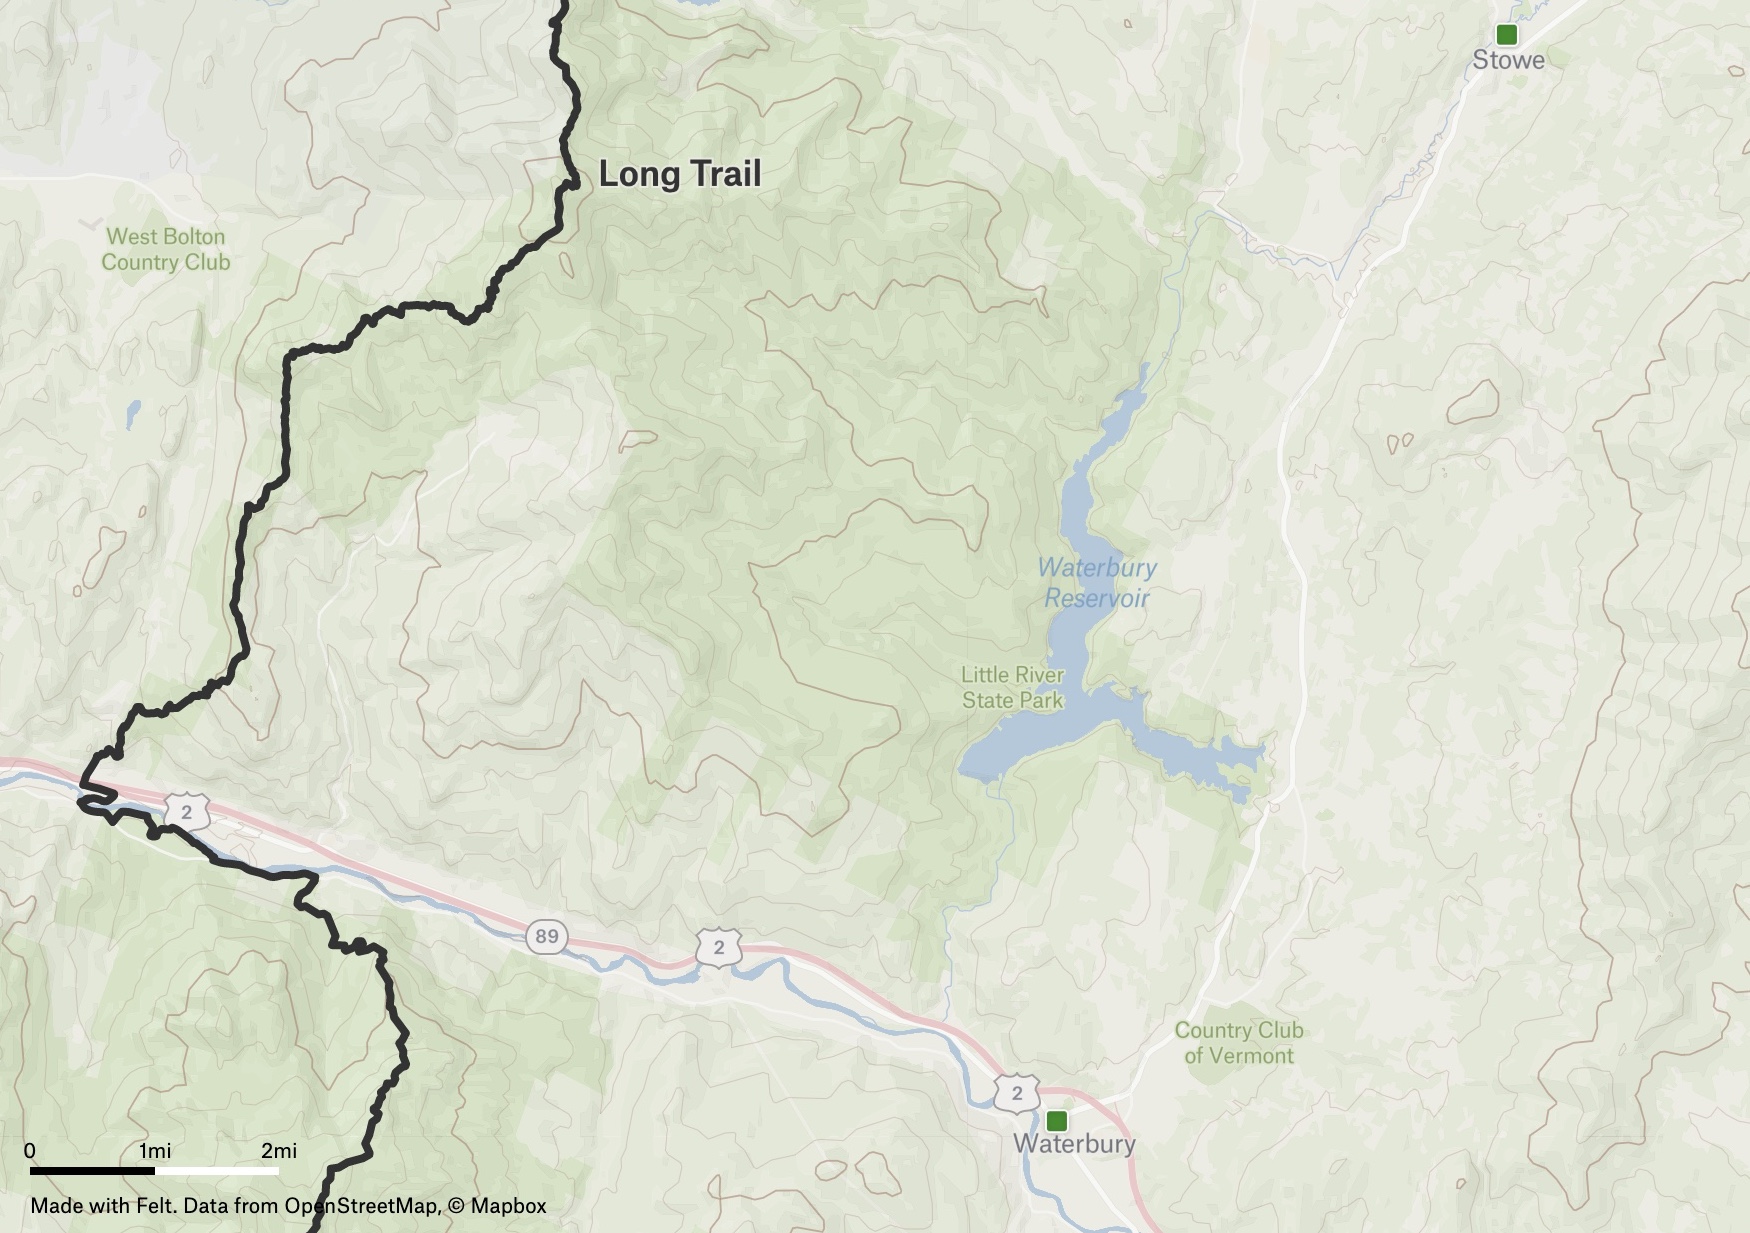 Stowe
Long Trail
West Bolton
Country Club
Waterbury
Reservoir
Little River
State Park
2
89
2
Country Club
of Vermont
2
Waterbury
0 1mi 2mi
Made with Felt. Data from OpenStreetMap, © Mapbox